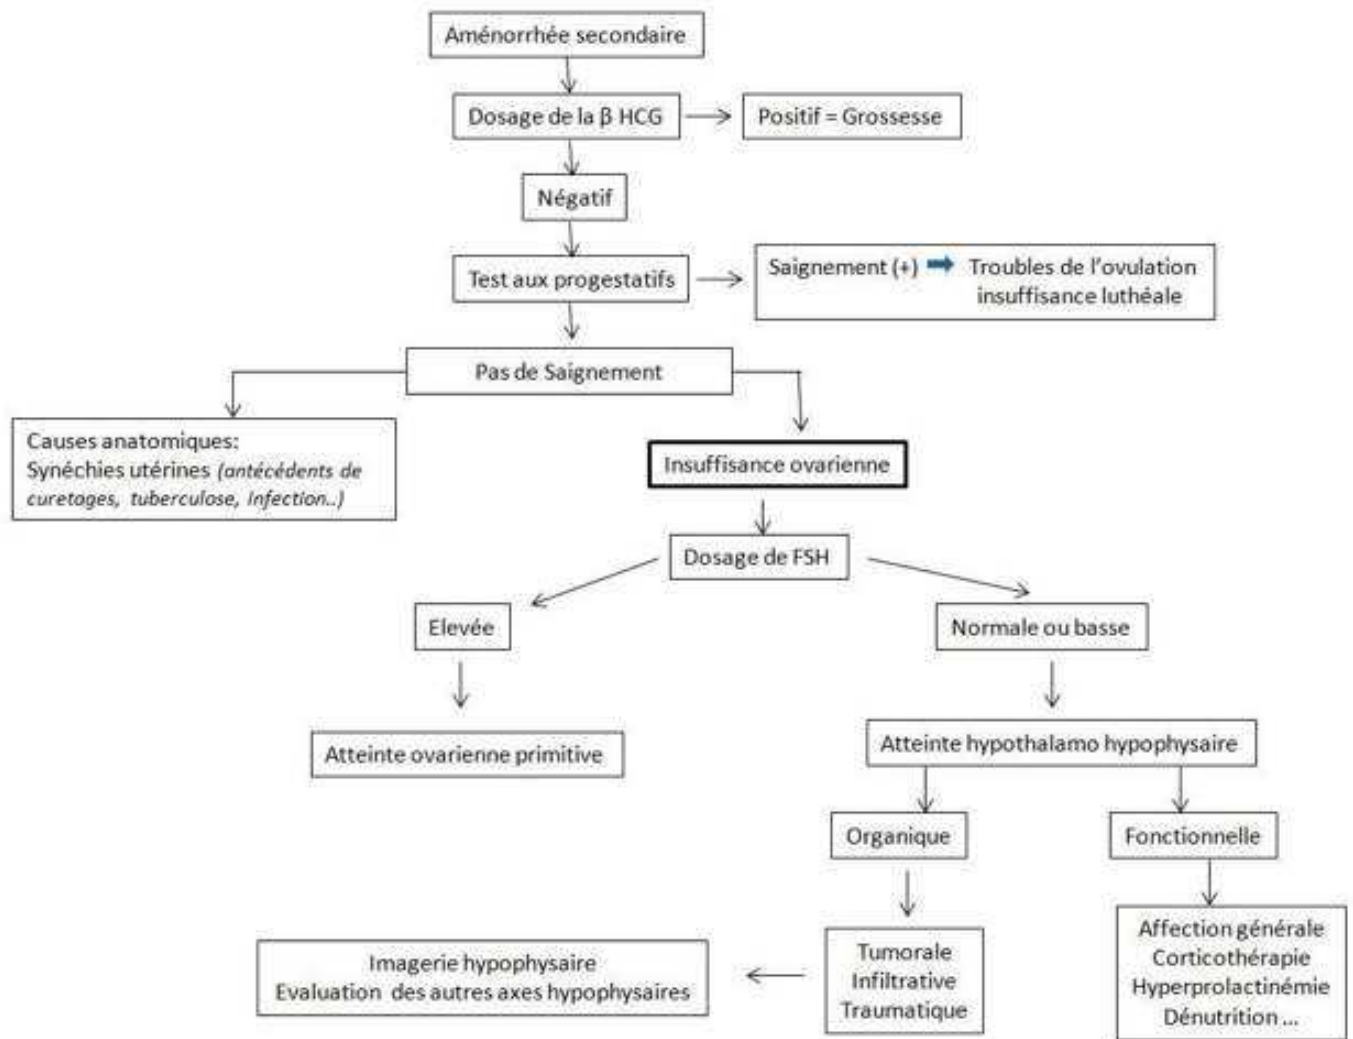 Aménorrhée secondaire
Dosage de la β HCG
Positif = Grossesse
Négatif
Test aux progestatifs
Saignement (+) ➡ Troubles de l'ovulation
insuffisance luthéale
Pas de Saignement
Causes anatomiques:
Synéchies utérines (antécédents de
curetages, tuberculose, Infection..)
Insuffisance ovarienne
Dosage de FSH
Elevée
Normale ou basse
Atteinte ovarienne primitive
Atteinte hypothalamo hypophysaire
Organique
Fonctionnelle
Imagerie hypophysaire
Evaluation des autres axes hypophysaires
Tumorale
Infiltrative
Traumatique
Affection générale
Corticothérapie
Hyperprolactinémie
Dénutrition ...